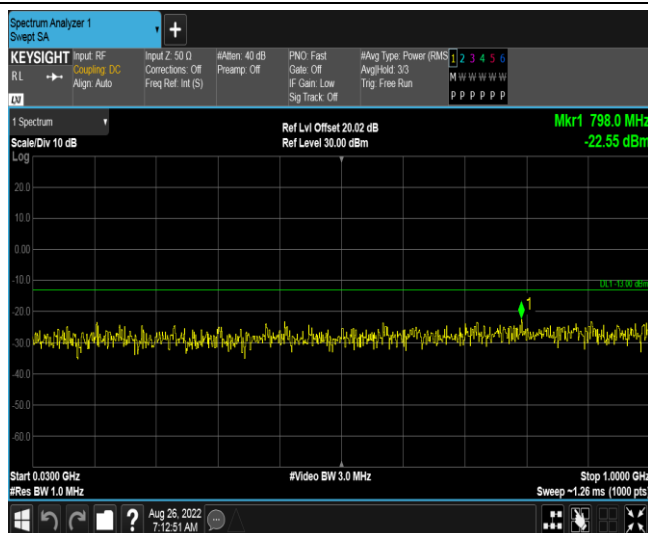 Spectrum Analyzer 1
Swept SA
+
KEYSIGHT
RL
LXI
Input: RF
Coupling: DC
Align: Auto
Input Z: 50 Ω
Corrections: Off
Freq Ref: Int (S)
#Atten: 40 dB
Preamp: Off
PNO: Fast
Gate: Off
IF Gain: Low
Sig Track: Off
#Avg Type: Power (RMS
Avg|Hold: 3/3
Trig: Free Run
1 2 3 4 5 6
M W W W W W
P P P P P P
1 Spectrum
Scale/Div 10 dB
Log
Ref Lvl Offset 20.02 dB
Ref Level 30.00 dBm
Mkr1 798.0 MHz
-22.55 dBm
20.0
10.0
0.00
-10.0
DL1 -13.00 dBm
1
-20.0
-30.0
-40.0
-50.0
-60.0
Start 0.0300 GHz
#Res BW 1.0 MHz
#Video BW 3.0 MHz
Stop 1.0000 GHz
Sweep ~1.26 ms (1000 pts)
?
Aug 26, 2022
7:12:51 AM